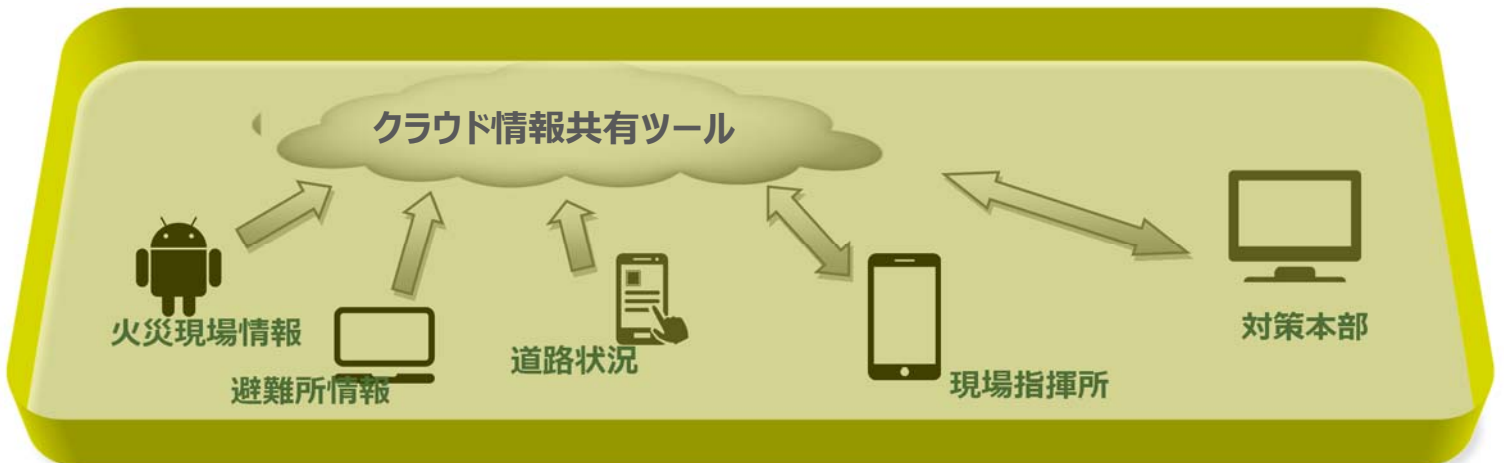 クラウド情報共有ツール
火災現場情報
避難所情報
道路状況
現場指揮所
対策本部